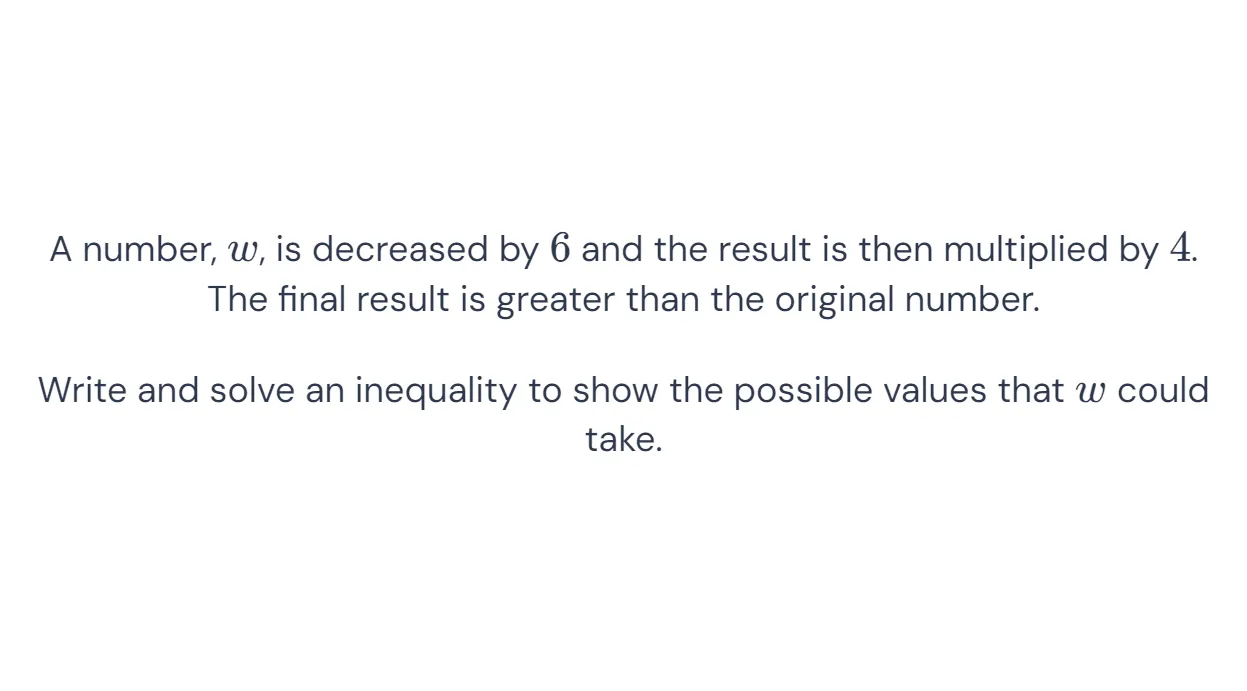 A number, w, is decreased by 6 and the result is then multiplied by 4.
The final result is greater than the original number.
Write and solve an inequality to show the possible values that w could
take.